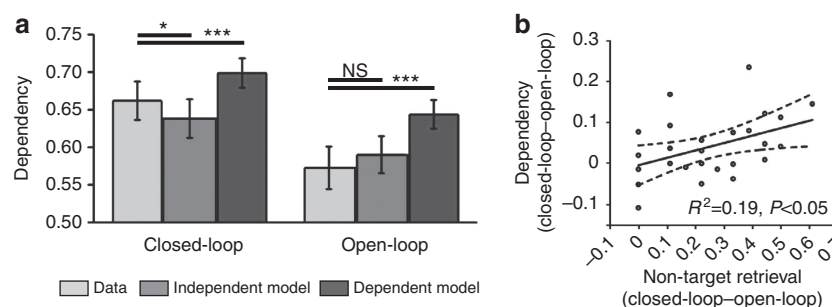 a
0.75
0.70
0.65
0.60
0.55
0.50
Dependency
* ***
NS ***
Closed-loop Open-loop
Data Independent model Dependent model
b
0.3
0.2
0.1
0
−0.1
Dependency
(closed-loop–open-loop)
R²=0.19, P<0.05
−0.1 0 0.1 0.2 0.3 0.4 0.5 0.6
Non-target retrieval
(closed-loop–open-loop)